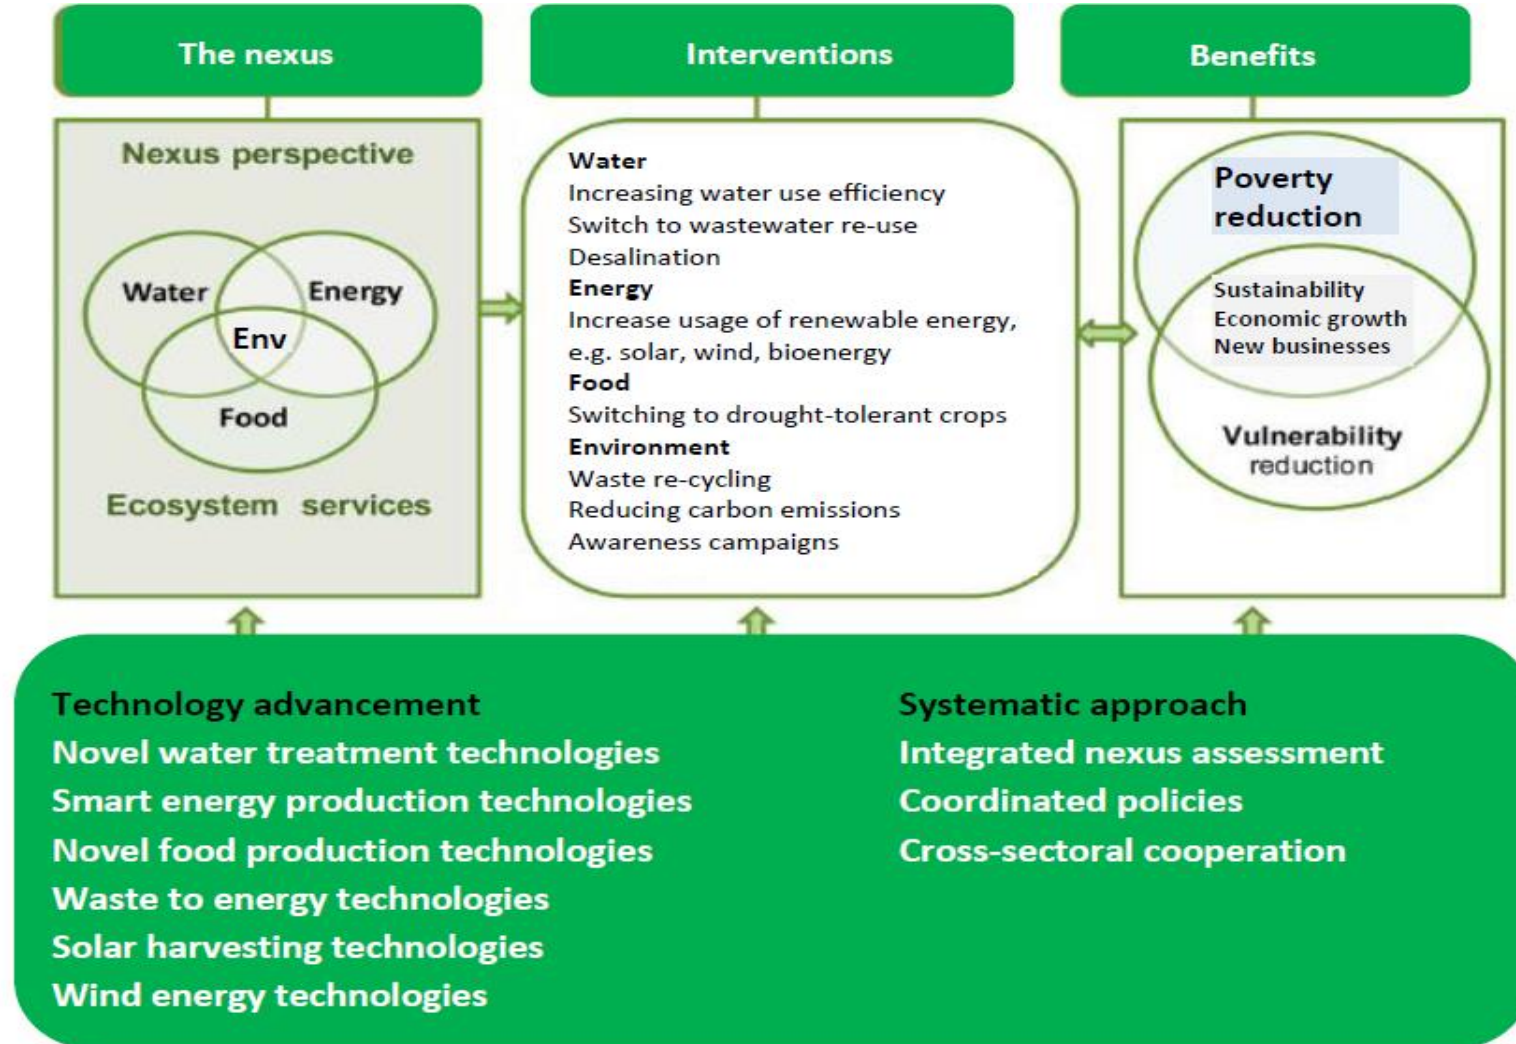 The nexus
Interventions
Benefits
Nexus perspective
Water
Energy
Env
Food
Ecosystem services
Water
Increasing water use efficiency
Switch to wastewater re-use
Desalination
Energy
Increase usage of renewable energy,
e.g. solar, wind, bioenergy
Food
Switching to drought-tolerant crops
Environment
Waste re-cycling
Reducing carbon emissions
Awareness campaigns
Poverty
reduction
Sustainability
Economic growth
New businesses
Vulnerability
reduction
Technology advancement
Novel water treatment technologies
Smart energy production technologies
Novel food production technologies
Waste to energy technologies
Solar harvesting technologies
Wind energy technologies
Systematic approach
Integrated nexus assessment
Coordinated policies
Cross-sectoral cooperation